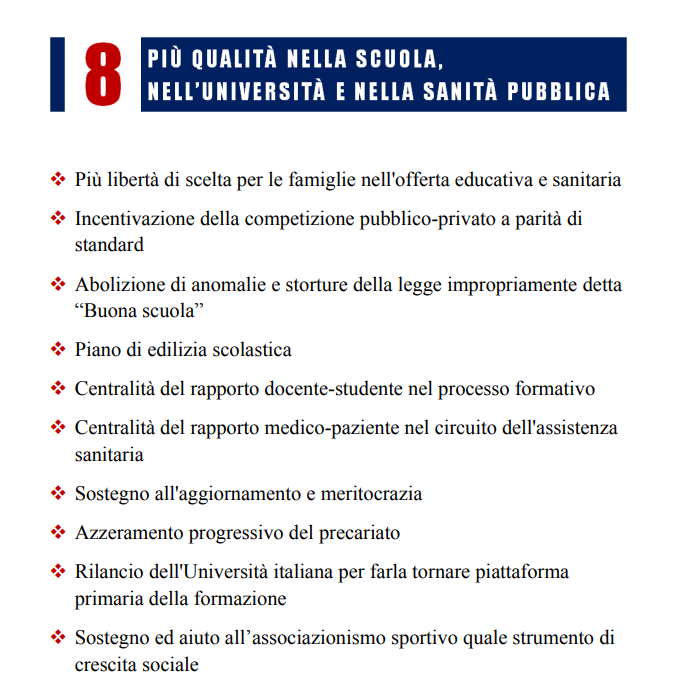 8
PIÙ QUALITÀ NELLA SCUOLA,
NELL'UNIVERSITÀ E NELLA SANITÀ PUBBLICA
Più libertà di scelta per le famiglie nell'offerta educativa e sanitaria
Incentivazione della competizione pubblico-privato a parità di
standard
Abolizione di anomalie e storture della legge impropriamente detta
“Buona scuola”
Piano di edilizia scolastica
Centralità del rapporto docente-studente nel processo formativo
Centralità del rapporto medico-paziente nel circuito dell'assistenza
sanitaria
Sostegno all'aggiornamento e meritocrazia
Azzeramento progressivo del precariato
Rilancio dell'Università italiana per farla tornare piattaforma
primaria della formazione
Sostegno ed aiuto all’associazionismo sportivo quale strumento di
crescita sociale